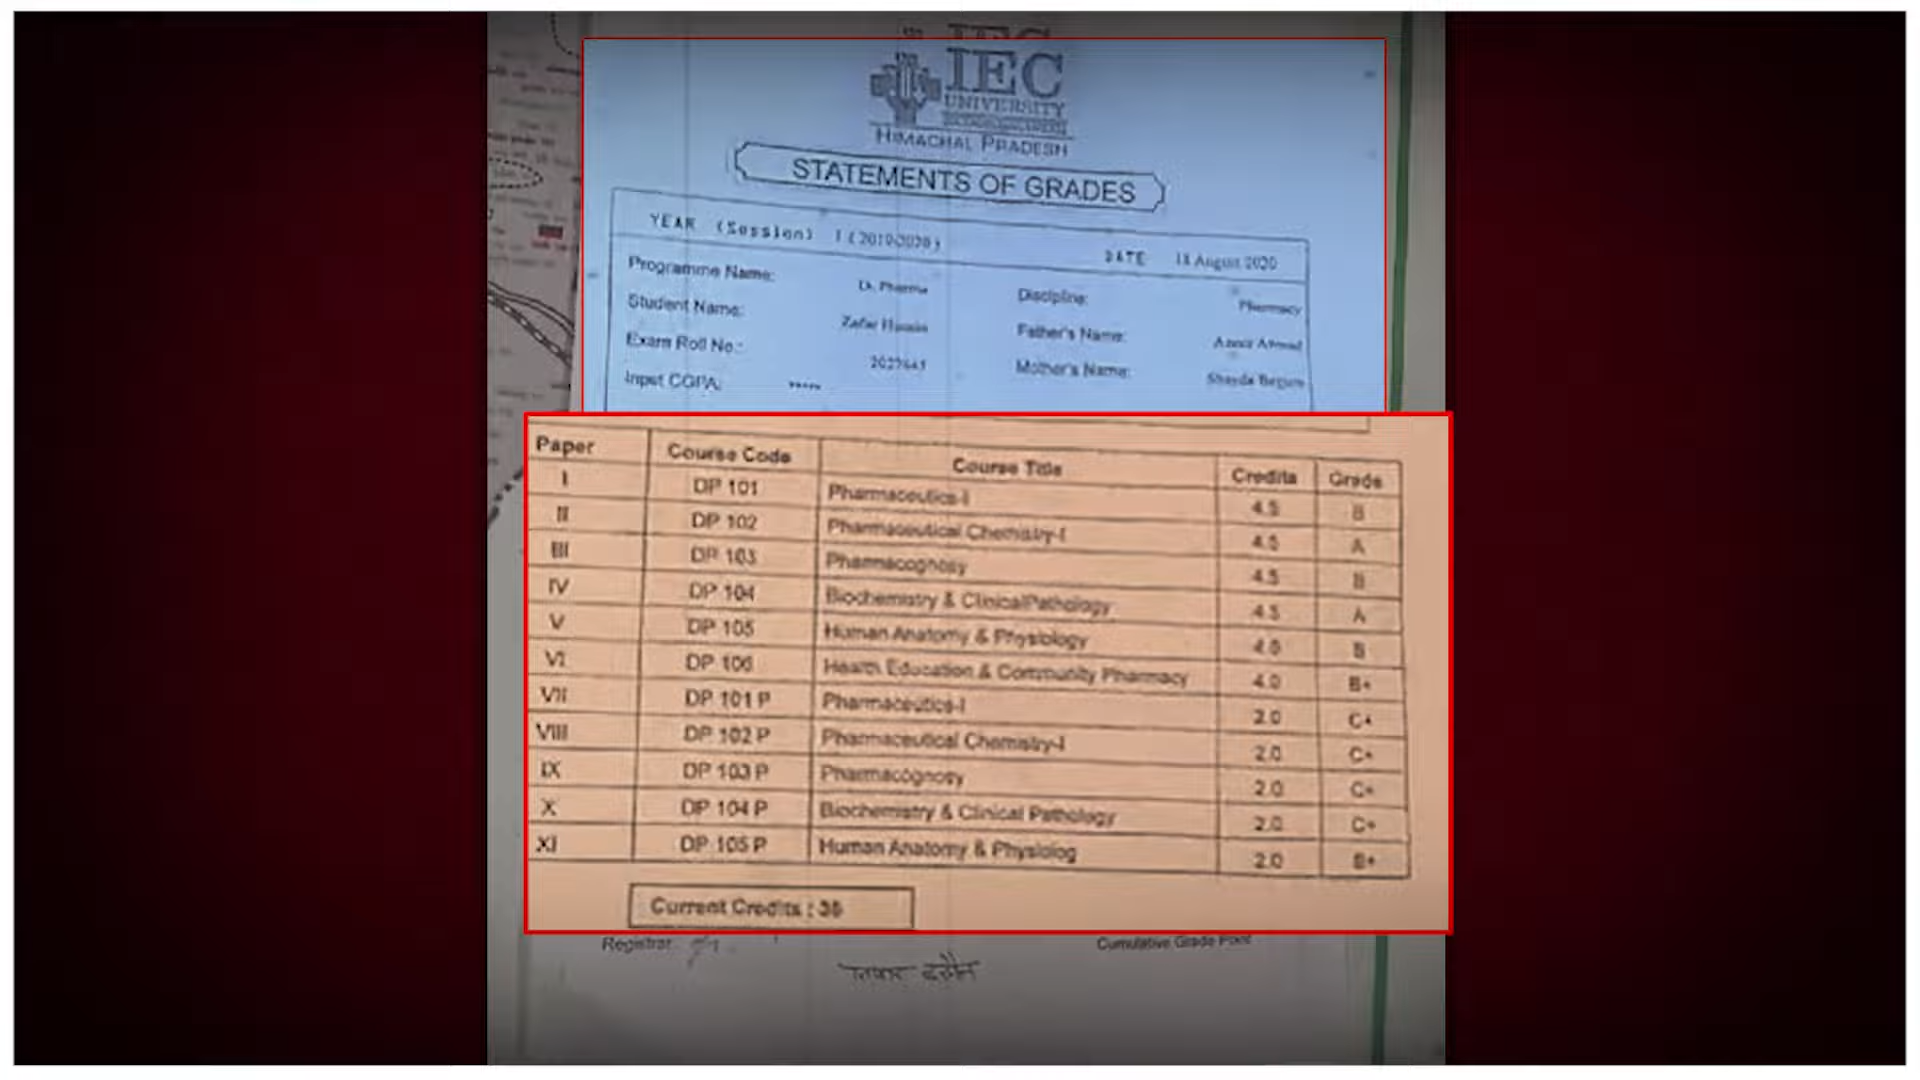 IEC
UNIVERSITY
HIMACHAL PRADESH
STATEMENTS OF GRADES
YEAR (Session) I (2019-2020) DATE 18 August 2020
Programme Name: D. Pharma Discipline: Pharmacy
Student Name: Zafar Husain Father's Name:
Exam Roll No.: Mother's Name: Begum
Input CGPA: *****
Paper Course Code Course Title Credits Grade
I DP 101 Pharmaceutics-I 4.5 B
II DP 102 Pharmaceutical Chemistry-I 4.5 A
III DP 103 Pharmacognosy 4.5 B
IV DP 104 Biochemistry & ClinicalPathology 4.5 A
V DP 105 Human Anatomy & Physiology B
VI DP 106 Health Education & Community Pharmacy 4.0 B+
VII DP 101 P Pharmaceutics-I 2.0 C+
VIII DP 102 P Pharmaceutical Chemistry-I 2.0 C+
IX DP 103 P Pharmacognosy 2.0 C+
X DP 104 P Biochemistry & Clinical Pathology 2.0 C+
XI DP 105 P Human Anatomy & Physiolog 2.0 B+
Current Credits :
Registrar Cumulative Grade Point